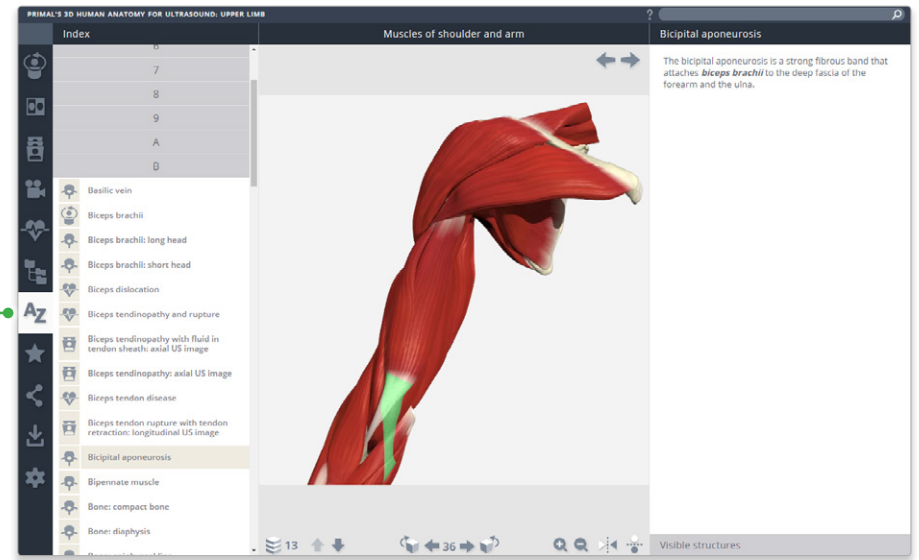 PRIMAL'S 3D HUMAN ANATOMY FOR ULTRASOUND: UPPER LIMB
?
Index
Muscles of shoulder and arm
Bicipital aponeurosis
6
7
8
9
A
B
Basilic vein
Biceps brachii
Biceps brachii: long head
Biceps brachii: short head
Biceps dislocation
Biceps tendinopathy and rupture
Biceps tendinopathy with fluid in
tendon sheath: axial US image
Biceps tendinopathy: axial US image
Biceps tendon disease
Biceps tendon rupture with tendon
retraction: longitudinal US image
Bicipital aponeurosis
Bipennate muscle
Bone: compact bone
Bone: diaphysis
AZ
The bicipital aponeurosis is a strong fibrous band that
attaches biceps brachii to the deep fascia of the
forearm and the ulna.
13
36
Visible structures